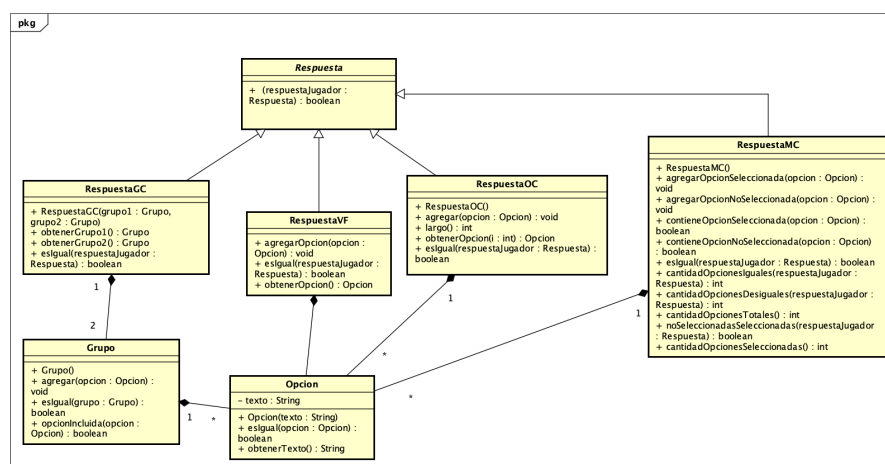 pkg
Respuesta
+ (respuestaJugador :
Respuesta) : boolean
RespuestaGC
+ RespuestaGC(grupo1 : Grupo,
grupo2 : Grupo)
+ obtenerGrupo1() : Grupo
+ obtenerGrupo2() : Grupo
+ esIgual(respuestaJugador :
Respuesta) : boolean
RespuestaVF
+ agregarOpcion(opcion :
Opcion) : void
+ esIgual(respuestaJugador :
Respuesta) : boolean
+ obtenerOpcion() : Opcion
RespuestaOC
+ RespuestaOC()
+ agregar(opcion : Opcion) : void
+ largo() : int
+ obtenerOpcion(i : int) : Opcion
+ esIgual(respuestaJugador : Respuesta) :
boolean
RespuestaMC
+ RespuestaMC()
+ agregarOpcionSeleccionada(opcion : Opcion) :
void
+ agregarOpcionNoSeleccionada(opcion : Opcion) :
void
+ contieneOpcionSeleccionada(opcion : Opcion) :
boolean
+ contieneOpcionNoSeleccionada(opcion : Opcion)
: boolean
+ esIgual(respuestaJugador : Respuesta) : boolean
+ cantidadOpcionesIguales(respuestaJugador :
Respuesta) : int
+ cantidadOpcionesDesiguales(respuestaJugador :
Respuesta) : int
+ cantidadOpcionesTotales() : int
+ noSeleccionadasSeleccionadas(respuestaJugador
: Respuesta) : boolean
+ cantidadOpcionesSeleccionadas() : int
1
2
1
*
1
*
Grupo
+ Grupo()
+ agregar(opcion : Opcion) :
void
+ esIgual(grupo : Grupo) :
boolean
+ opcionIncluida(opcion :
Opcion) : boolean
1
*
Opcion
- texto : String
+ Opcion(texto : String)
+ esIgual(opcion : Opcion) :
boolean
+ obtenerTexto() : String